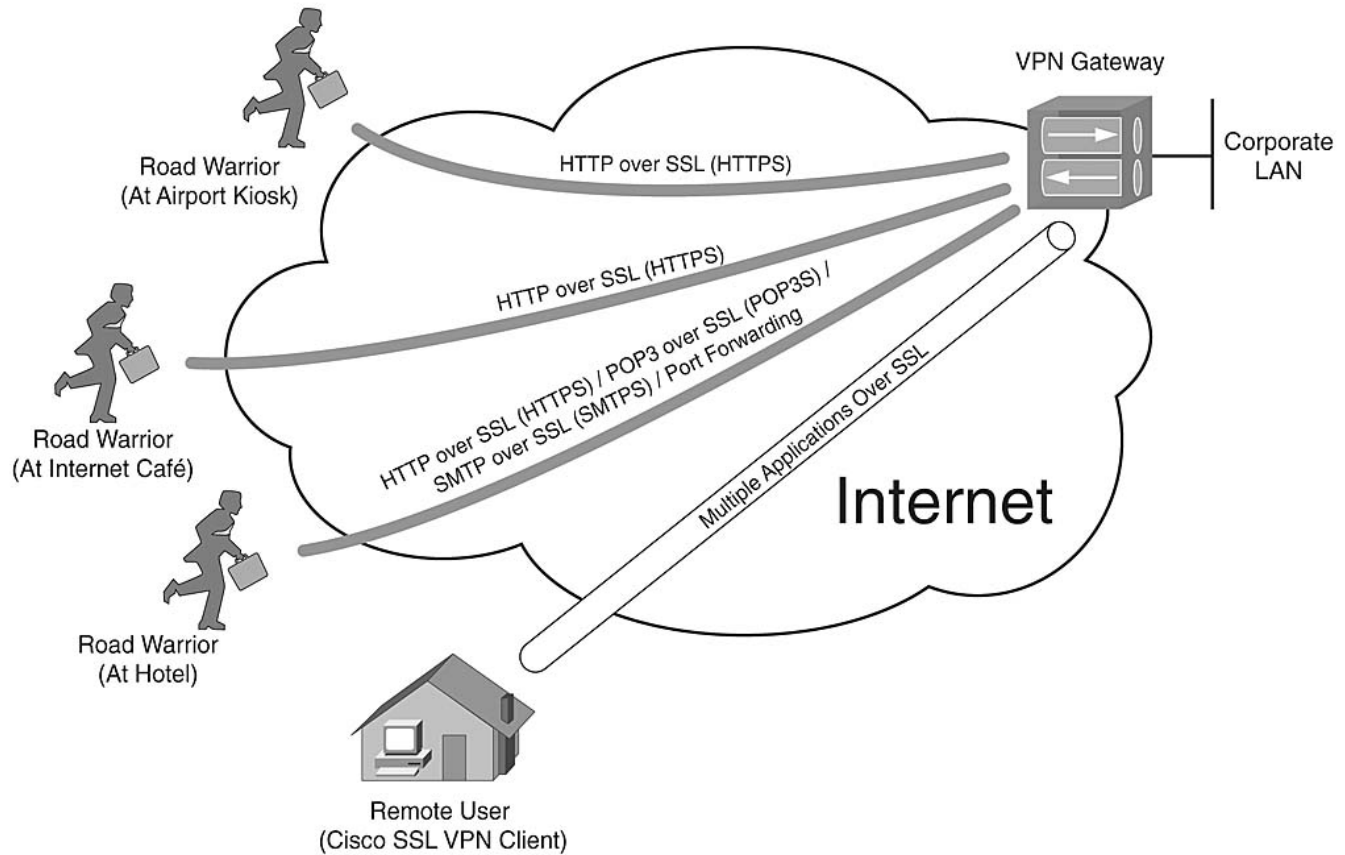 VPN Gateway
Corporate
LAN
Road Warrior
(At Airport Kiosk)
HTTP over SSL (HTTPS)
HTTP over SSL (HTTPS)
Road Warrior
(At Internet Café)
HTTP over SSL (HTTPS) / POP3 over SSL (POP3S) /
SMTP over SSL (SMTPS) / Port Forwarding
Multiple Applications Over SSL
Internet
Road Warrior
(At Hotel)
Remote User
(Cisco SSL VPN Client)